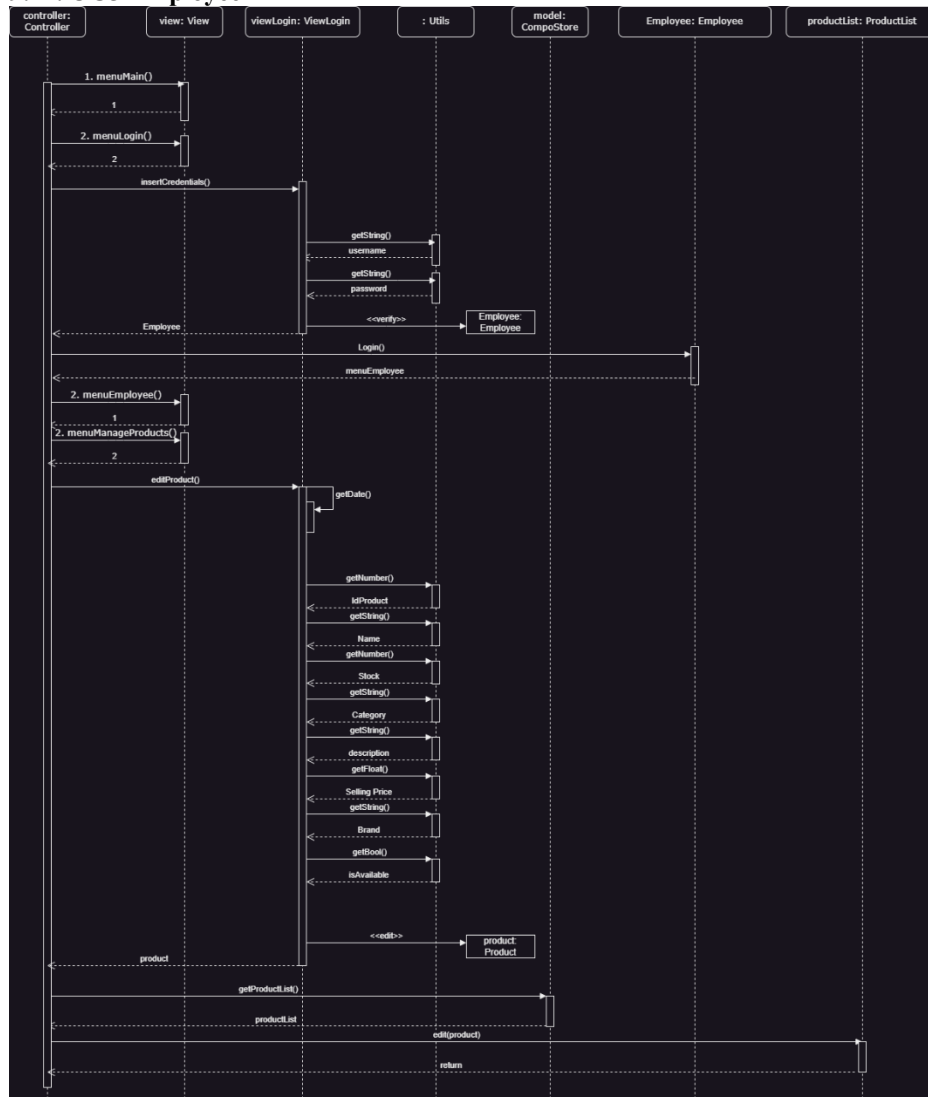 controller:
Controller
view: View
viewLogin: ViewLogin
: Utils
model:
CompoStore
Employee: Employee
productList: ProductList
1. menuMain()
1
2. menuLogin()
2
insertCredentials()
getString()
username
getString()
password
<<verify>>
Employee:
Employee
Employee
Login()
menuEmployee
2. menuEmployee()
1
2. menuManageProducts()
2
editProduct()
getDate()
getNumber()
IdProduct
getString()
Name
getNumber()
Stock
getString()
Category
getString()
description
getFloat()
Selling Price
getString()
Brand
getBool()
isAvailable
<<edit>>
product:
Product
product
getProductList()
productList
edit(product)
return